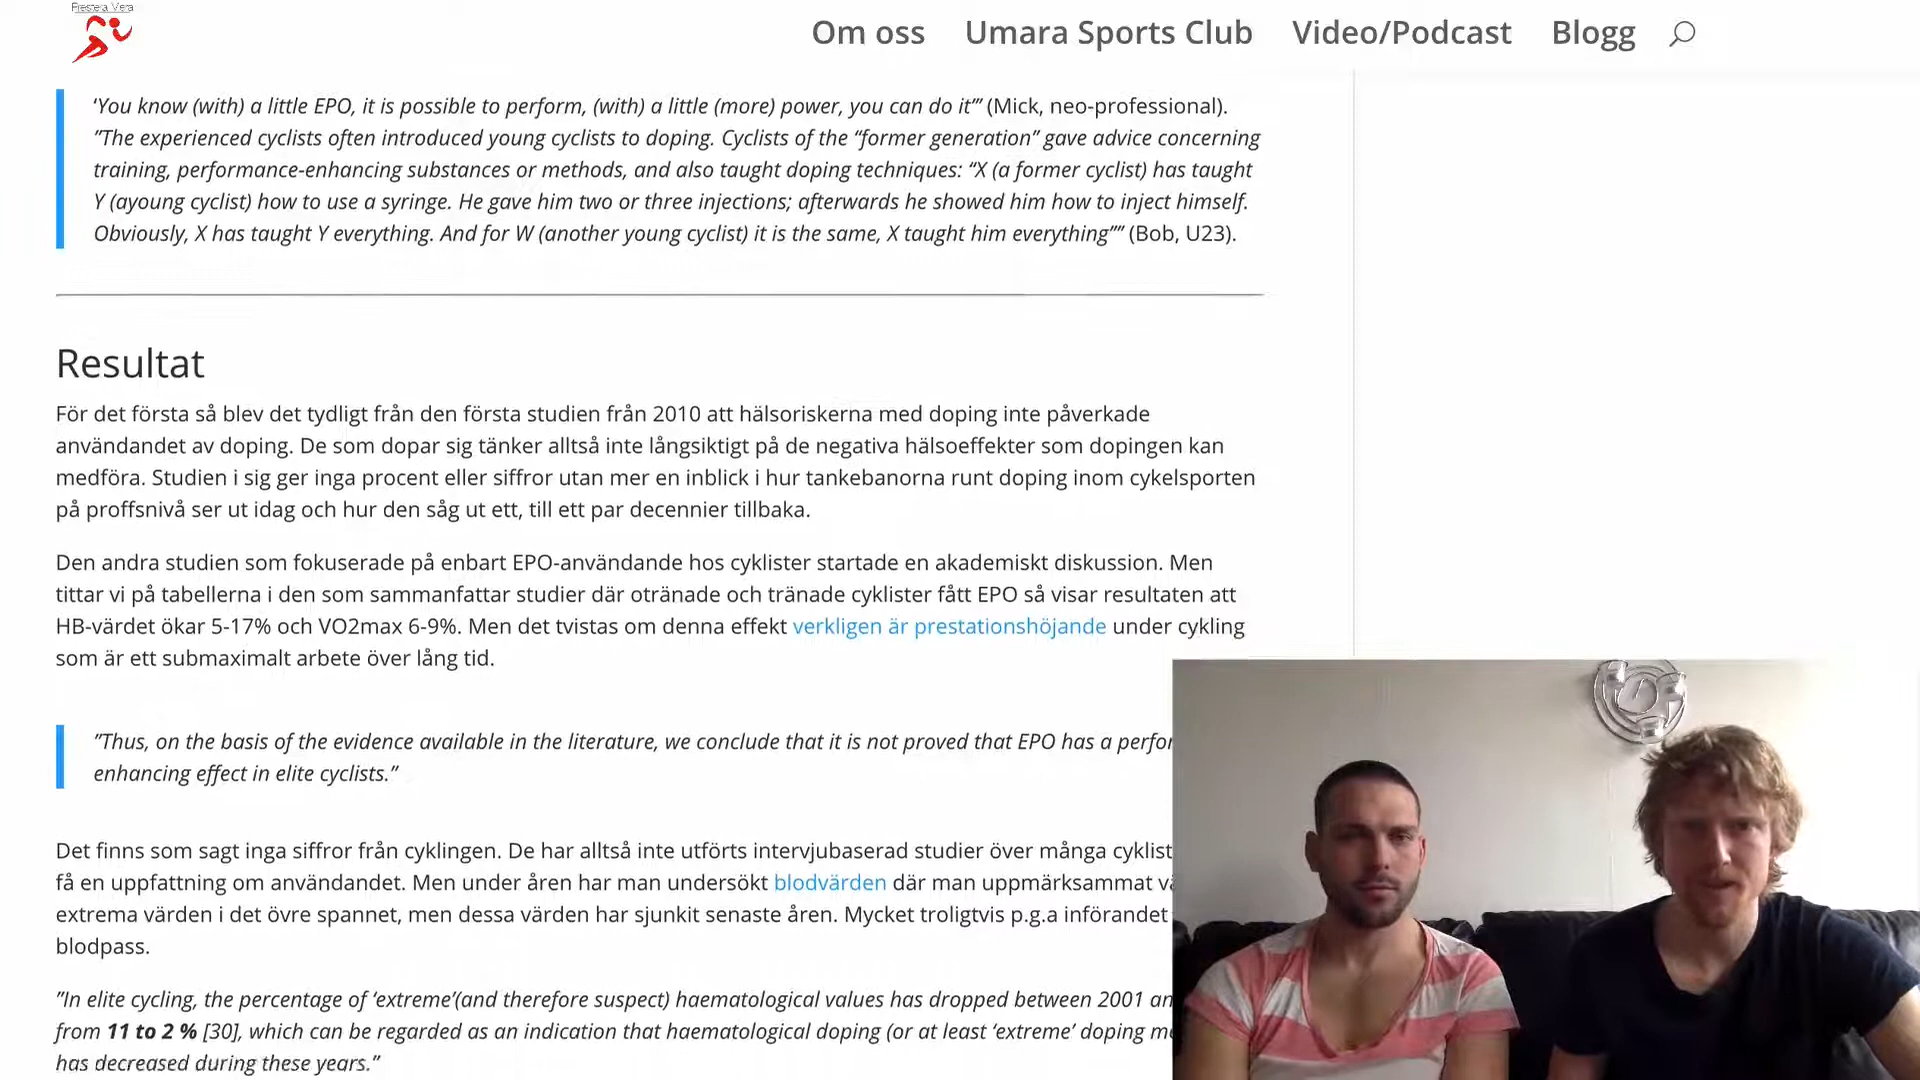 Prestera Mera
Om oss Umara Sports Club Video/Podcast Blogg
‘You know (with) a little EPO, it is possible to perform, (with) a little (more) power, you can do it’” (Mick, neo-professional).
”The experienced cyclists often introduced young cyclists to doping. Cyclists of the “former generation” gave advice concerning
training, performance-enhancing substances or methods, and also taught doping techniques: “X (a former cyclist) has taught
Y (ayoung cyclist) how to use a syringe. He gave him two or three injections; afterwards he showed him how to inject himself.
Obviously, X has taught Y everything. And for W (another young cyclist) it is the same, X taught him everything”” (Bob, U23).
Resultat
För det första så blev det tydligt från den första studien från 2010 att hälsoriskerna med doping inte påverkade
användandet av doping. De som dopar sig tänker alltså inte långsiktigt på de negativa hälsoeffekter som dopingen kan
medföra. Studien i sig ger inga procent eller siffror utan mer en inblick i hur tankebanorna runt doping inom cykelsporten
på proffsnivå ser ut idag och hur den såg ut ett, till ett par decennier tillbaka.
Den andra studien som fokuserade på enbart EPO-användande hos cyklister startade en akademiskt diskussion. Men
tittar vi på tabellerna i den som sammanfattar studier där otränade och tränade cyklister fått EPO så visar resultaten att
HB-värdet ökar 5-17% och VO2max 6-9%. Men det tvistas om denna effekt verkligen är prestationshöjande under cykling
som är ett submaximalt arbete över lång tid.
”Thus, on the basis of the evidence available in the literature, we conclude that it is not proved that EPO has a perfor
enhancing effect in elite cyclists.”
Det finns som sagt inga siffror från cyklingen. De har alltså inte utförts intervjubaserad studier över många cyklist
få en uppfattning om användandet. Men under åren har man undersökt blodvärden där man uppmärksammat vä
extrema värden i det övre spannet, men dessa värden har sjunkit senaste åren. Mycket troligtvis p.g.a införandet
blodpass.
”In elite cycling, the percentage of ‘extreme’(and therefore suspect) haematological values has dropped between 2001 an
from 11 to 2 % [30], which can be regarded as an indication that haematological doping (or at least ‘extreme’ doping me
has decreased during these years.”